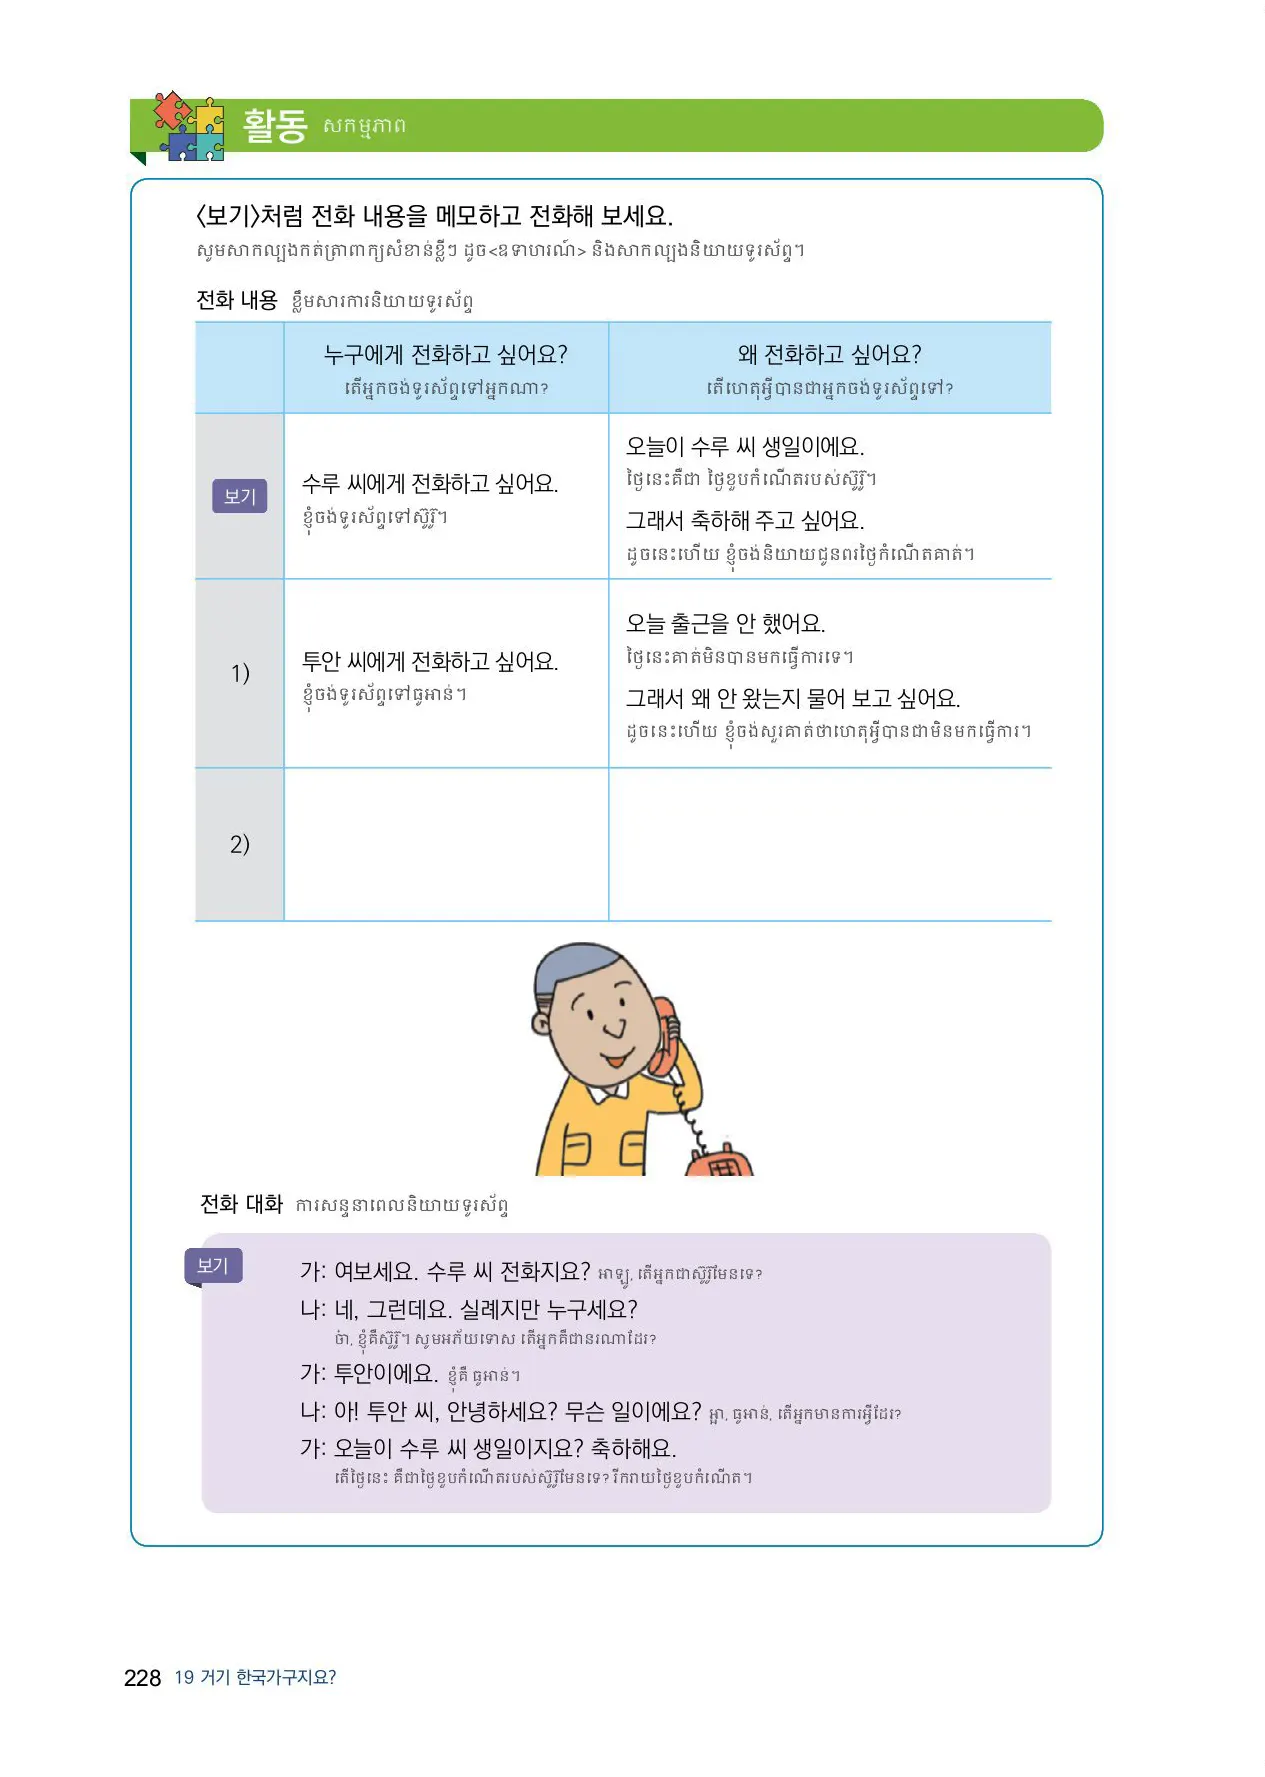 활동 សកម្មភាព
〈보기〉처럼 전화 내용을 메모하고 전화해 보세요.
សូមសាកល្បងកត់ត្រាពាក្យសំខាន់ខ្លីៗ ដូច<ឧទាហរណ៍> និងសាកល្បងនិយាយទូរស័ព្ទ។
전화 내용 ខ្លឹមសារការនិយាយទូរស័ព្ទ
누구에게 전화하고 싶어요?
តើអ្នកចង់ទូរស័ព្ទទៅអ្នកណា?
왜 전화하고 싶어요?
តើហេតុអ្វីបានជាអ្នកចង់ទូរស័ព្ទទៅ?
보기
수루 씨에게 전화하고 싶어요.
ខ្ញុំចង់ទូរស័ព្ទទៅស៊ូរ៉ូ។
오늘이 수루 씨 생일이에요.
ថ្ងៃនេះគឺជា ថ្ងៃខួបកំណើតរបស់ស៊ូរ៉ូ។
그래서 축하해 주고 싶어요.
ដូចនេះហើយ ខ្ញុំចង់និយាយជូនពរថ្ងៃកំណើតគាត់។
1)
투안 씨에게 전화하고 싶어요.
ខ្ញុំចង់ទូរស័ព្ទទៅធូអាន់។
오늘 출근을 안 했어요.
ថ្ងៃនេះគាត់មិនបានមកធ្វើការទេ។
그래서 왜 안 왔는지 물어 보고 싶어요.
ដូចនេះហើយ ខ្ញុំចង់សួរគាត់ថាហេតុអ្វីបានជាមិនមកធ្វើការ។
2)
전화 대화 ការសន្ទនាពេលនិយាយទូរស័ព្ទ
보기
가: 여보세요. 수루 씨 전화지요? អាឡូ, តើអ្នកជាស៊ូរ៉ូមែនទេ?
나: 네, 그런데요. 실례지만 누구세요?
ច៎ា, ខ្ញុំគឺស៊ូរ៉ូ។ សូមអភ័យទោស តើអ្នកគឺជានរណាដែរ?
가: 투안이에요. ខ្ញុំគឺ ធូអាន់។
나: 아! 투안 씨, 안녕하세요? 무슨 일이에요? អ្អា, ធូអាន់, តើអ្នកមានការអ្វីដែរ?
가: 오늘이 수루 씨 생일이지요? 축하해요.
តើថ្ងៃនេះ គឺជាថ្ងៃខួបកំណើតរបស់ស៊ូរ៉ូមែនទេ? រីករាយថ្ងៃខួបកំណើត។
228 19 거기 한국가구지요?